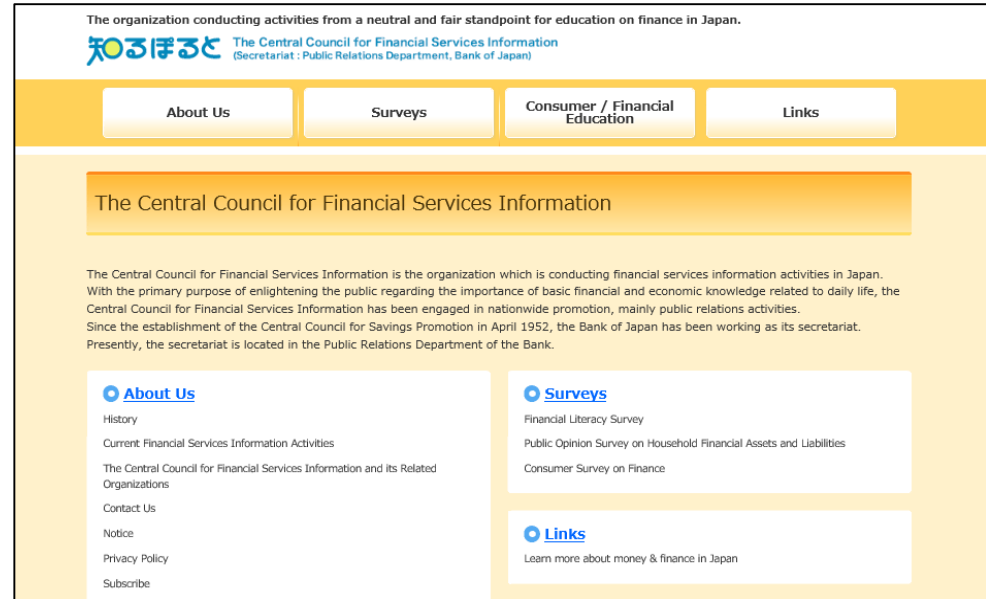 The organization conducting activities from a neutral and fair standpoint for education on finance in Japan.
知るぽると
The Central Council for Financial Services Information
(Secretariat : Public Relations Department, Bank of Japan)
About Us
Surveys
Consumer / Financial
Education
Links
The Central Council for Financial Services Information
The Central Council for Financial Services Information is the organization which is conducting financial services information activities in Japan.
With the primary purpose of enlightening the public regarding the importance of basic financial and economic knowledge related to daily life, the
Central Council for Financial Services Information has been engaged in nationwide promotion, mainly public relations activities.
Since the establishment of the Central Council for Savings Promotion in April 1952, the Bank of Japan has been working as its secretariat.
Presently, the secretariat is located in the Public Relations Department of the Bank.
About Us
History
Current Financial Services Information Activities
The Central Council for Financial Services Information and its Related
Organizations
Contact Us
Notice
Privacy Policy
Subscribe
Surveys
Financial Literacy Survey
Public Opinion Survey on Household Financial Assets and Liabilities
Consumer Survey on Finance
Links
Learn more about money & finance in Japan